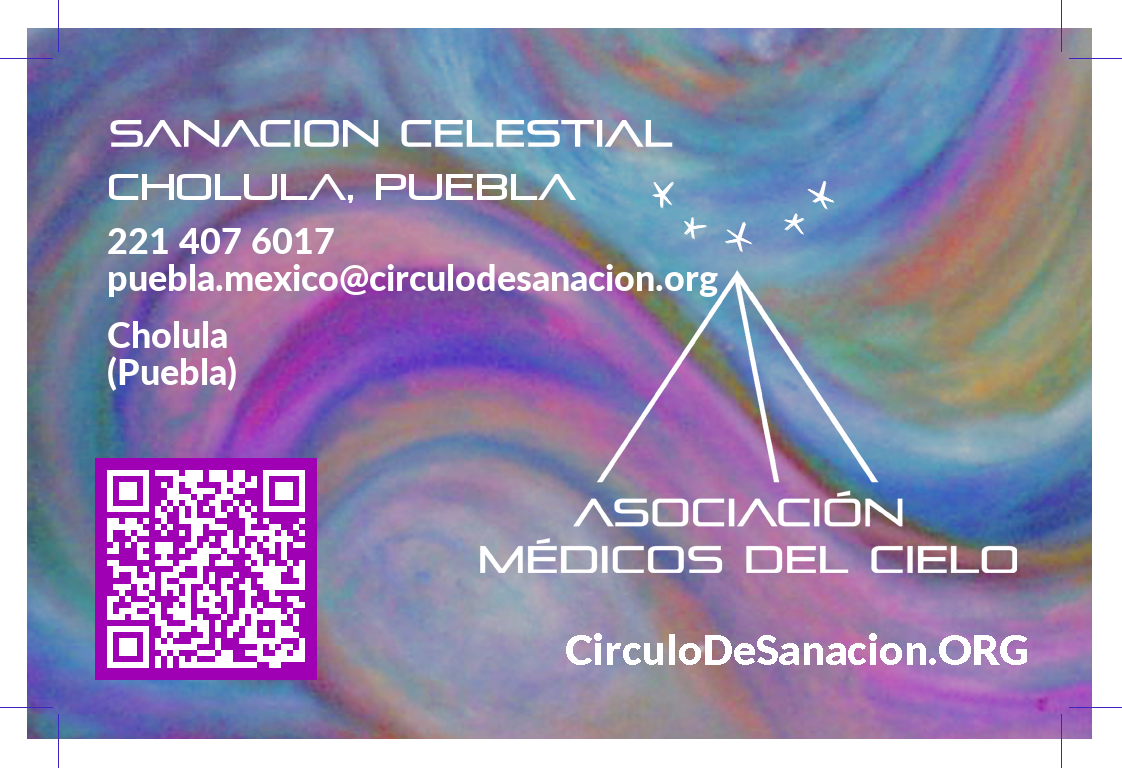 SANACION CELESTIAL
CHOLULA, PUEBLA
221 407 6017
puebla.mexico@circulodesanacion.org
Cholula
(Puebla)
ASOCIACIÓN
MÉDICOS DEL CIELO
CirculoDeSanacion.ORG